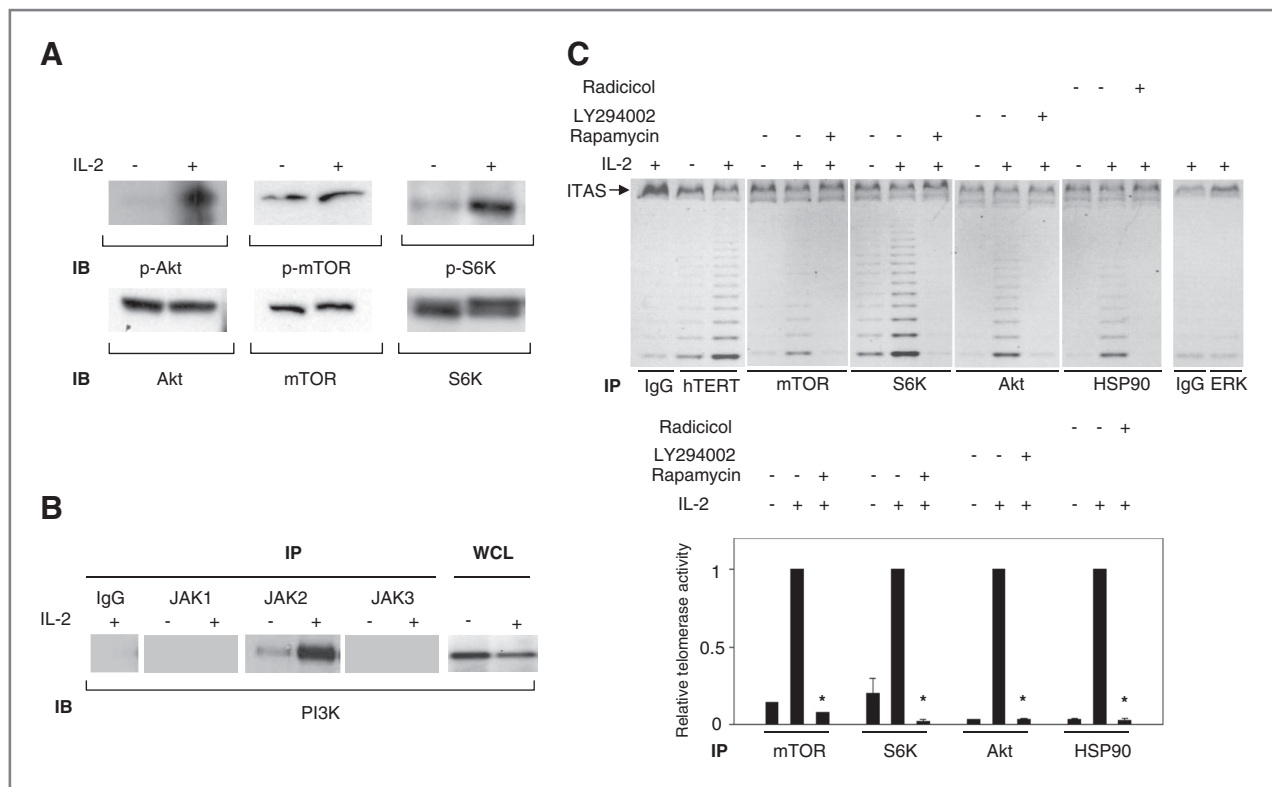 A
IL-2 - + - + - +
IB p-Akt p-mTOR p-S6K
IB Akt mTOR S6K
B
IP WCL
IgG JAK1 JAK2 JAK3
IL-2 + - + - + - + - +
IB PI3K
C
Radicicol - - +
LY294002 - - +
Rapamycin - - + - - +
IL-2 + - + - + + - + + - + + - + + + +
ITAS
IP IgG hTERT mTOR S6K Akt HSP90 IgG ERK
Radicicol - - +
LY294002 - - +
Rapamycin - - + - - +
IL-2 - + + - + + - + + - + +
Relative telomerase activity
1
0.5
0
* * * *
IP mTOR S6K Akt HSP90